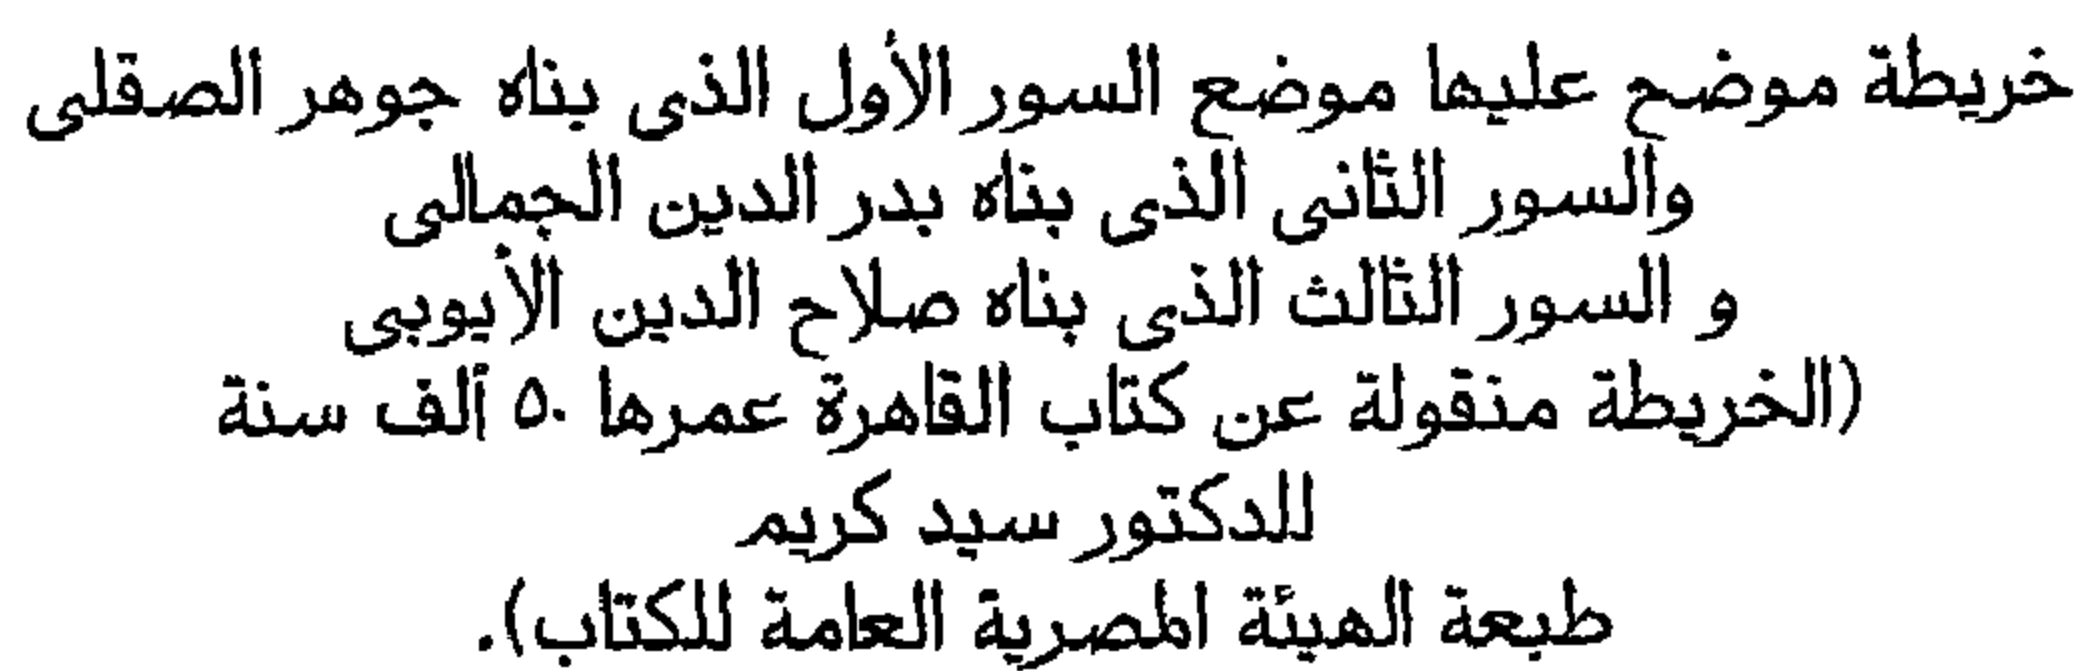 خريطة موضح عليها موضع السور الأول الذى بناه جوهر الصقلى
والسور الثانى الذى بناه بدر الدين الجمالى
و السور الثالث الذى بناه صلاح الدين الأيوبى
(الخريطة منقولة عن كتاب القاهرة عمرها ٥٠ ألف سنة
للدكتور سيد كريم
طبعة الهيئة المصرية العامة للكتاب).